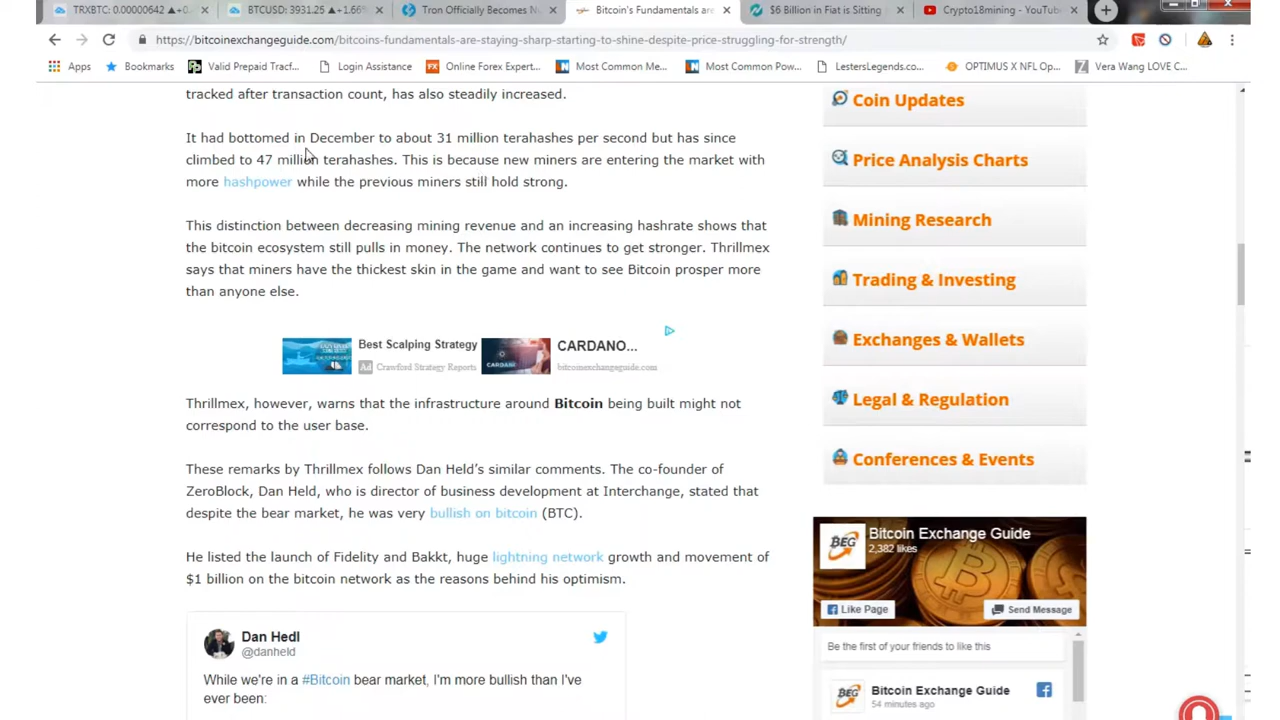 TRXBTC: 0.00000642 ▲+0.
BTCUSD: 3931.25 ▲+1.66%
Tron Officially Becomes N
Bitcoin's Fundamentals are
$6 Billion in Fiat is Sitting
Crypto18mining - YouTube
https://bitcoinexchangeguide.com/bitcoins-fundamentals-are-staying-sharp-starting-to-shine-despite-price-struggling-for-strength/
Apps Bookmarks Valid Prepaid Tracf... Login Assistance Online Forex Expert... Most Common Me... Most Common Pow... LestersLegends.co... OPTIMUS X NFL Op... Vera Wang LOVE C...
tracked after transaction count, has also steadily increased.
It had bottomed in December to about 31 million terahashes per second but has since
climbed to 47 million terahashes. This is because new miners are entering the market with
more hashpower while the previous miners still hold strong.
This distinction between decreasing mining revenue and an increasing hashrate shows that
the bitcoin ecosystem still pulls in money. The network continues to get stronger. Thrillmex
says that miners have the thickest skin in the game and want to see Bitcoin prosper more
than anyone else.
Best Scalping Strategy
Ad Crawford Strategy Reports
CARDANO...
bitcoinexchangeguide.com
Thrillmex, however, warns that the infrastructure around Bitcoin being built might not
correspond to the user base.
These remarks by Thrillmex follows Dan Held's similar comments. The co-founder of
ZeroBlock, Dan Held, who is director of business development at Interchange, stated that
despite the bear market, he was very bullish on bitcoin (BTC).
He listed the launch of Fidelity and Bakkt, huge lightning network growth and movement of
$1 billion on the bitcoin network as the reasons behind his optimism.
Dan Hedl
@danheld
While we're in a #Bitcoin bear market, I'm more bullish than I've
ever been:
Coin Updates
Price Analysis Charts
Mining Research
Trading & Investing
Exchanges & Wallets
Legal & Regulation
Conferences & Events
BEG
Bitcoin Exchange Guide
2,382 likes
Like Page
Send Message
Be the first of your friends to like this
BEG
Bitcoin Exchange Guide
54 minutes ago